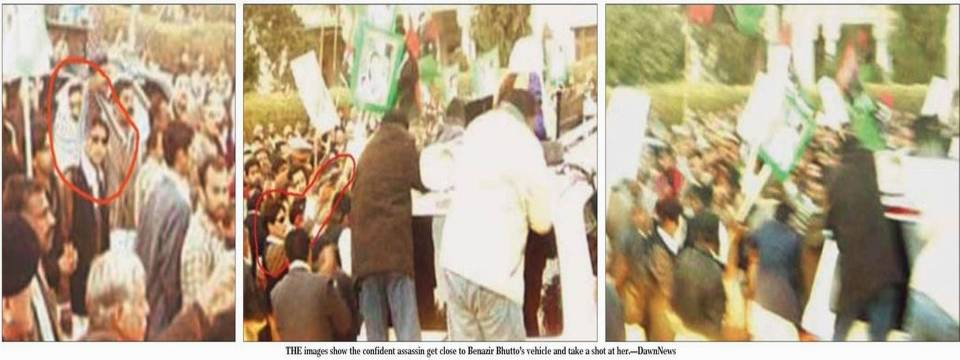 THE images show the confident assassin get close to Benazir Bhutto's vehicle and take a shot at her.—DawnNews